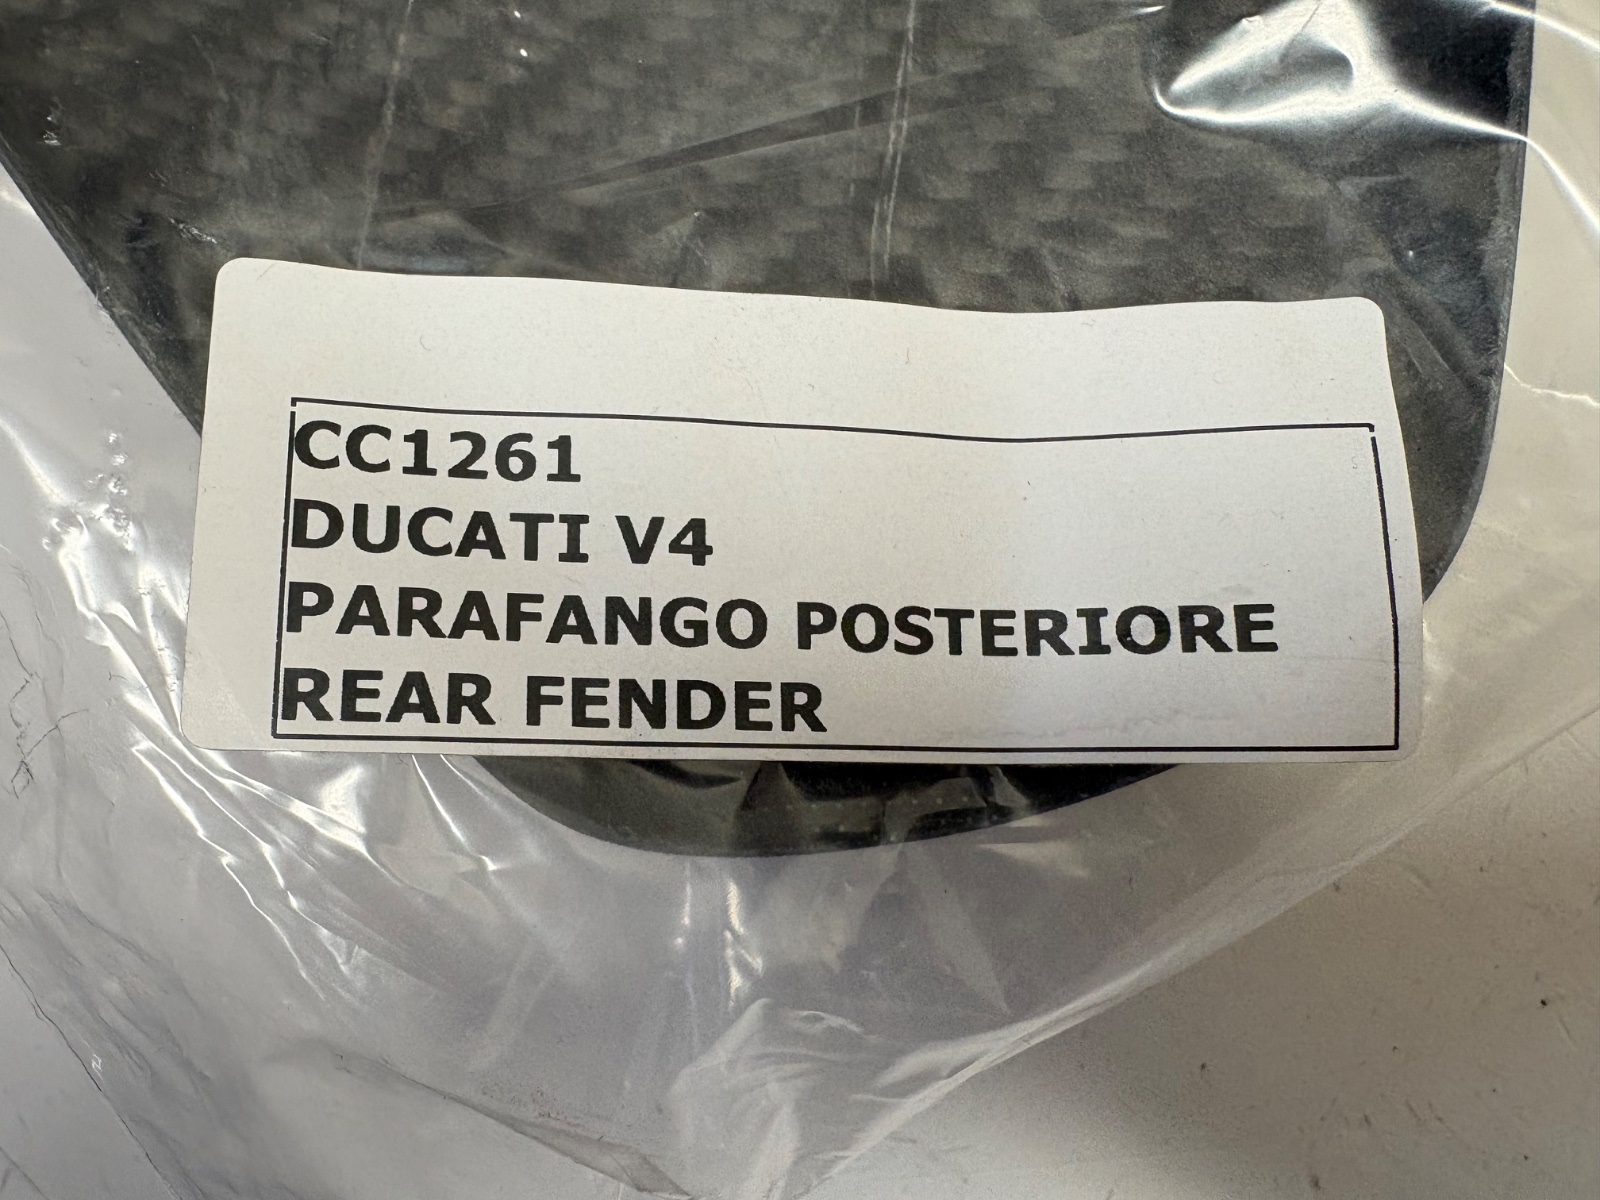 CC1261
DUCATI V4
PARAFANGO POSTERIORE
REAR FENDER